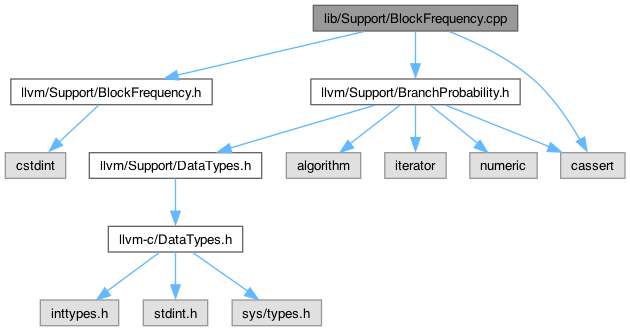 lib/Support/BlockFrequency.cpp
llvm/Support/BlockFrequency.h
llvm/Support/BranchProbability.h
cstdint
llvm/Support/DataTypes.h
algorithm
iterator
numeric
cassert
llvm-c/DataTypes.h
inttypes.h
stdint.h
sys/types.h